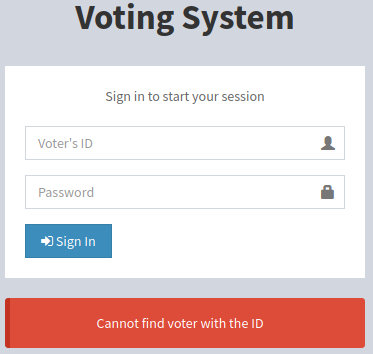 Voting System
Sign in to start your session
Voter's ID
Password
Sign In
Cannot find voter with the ID